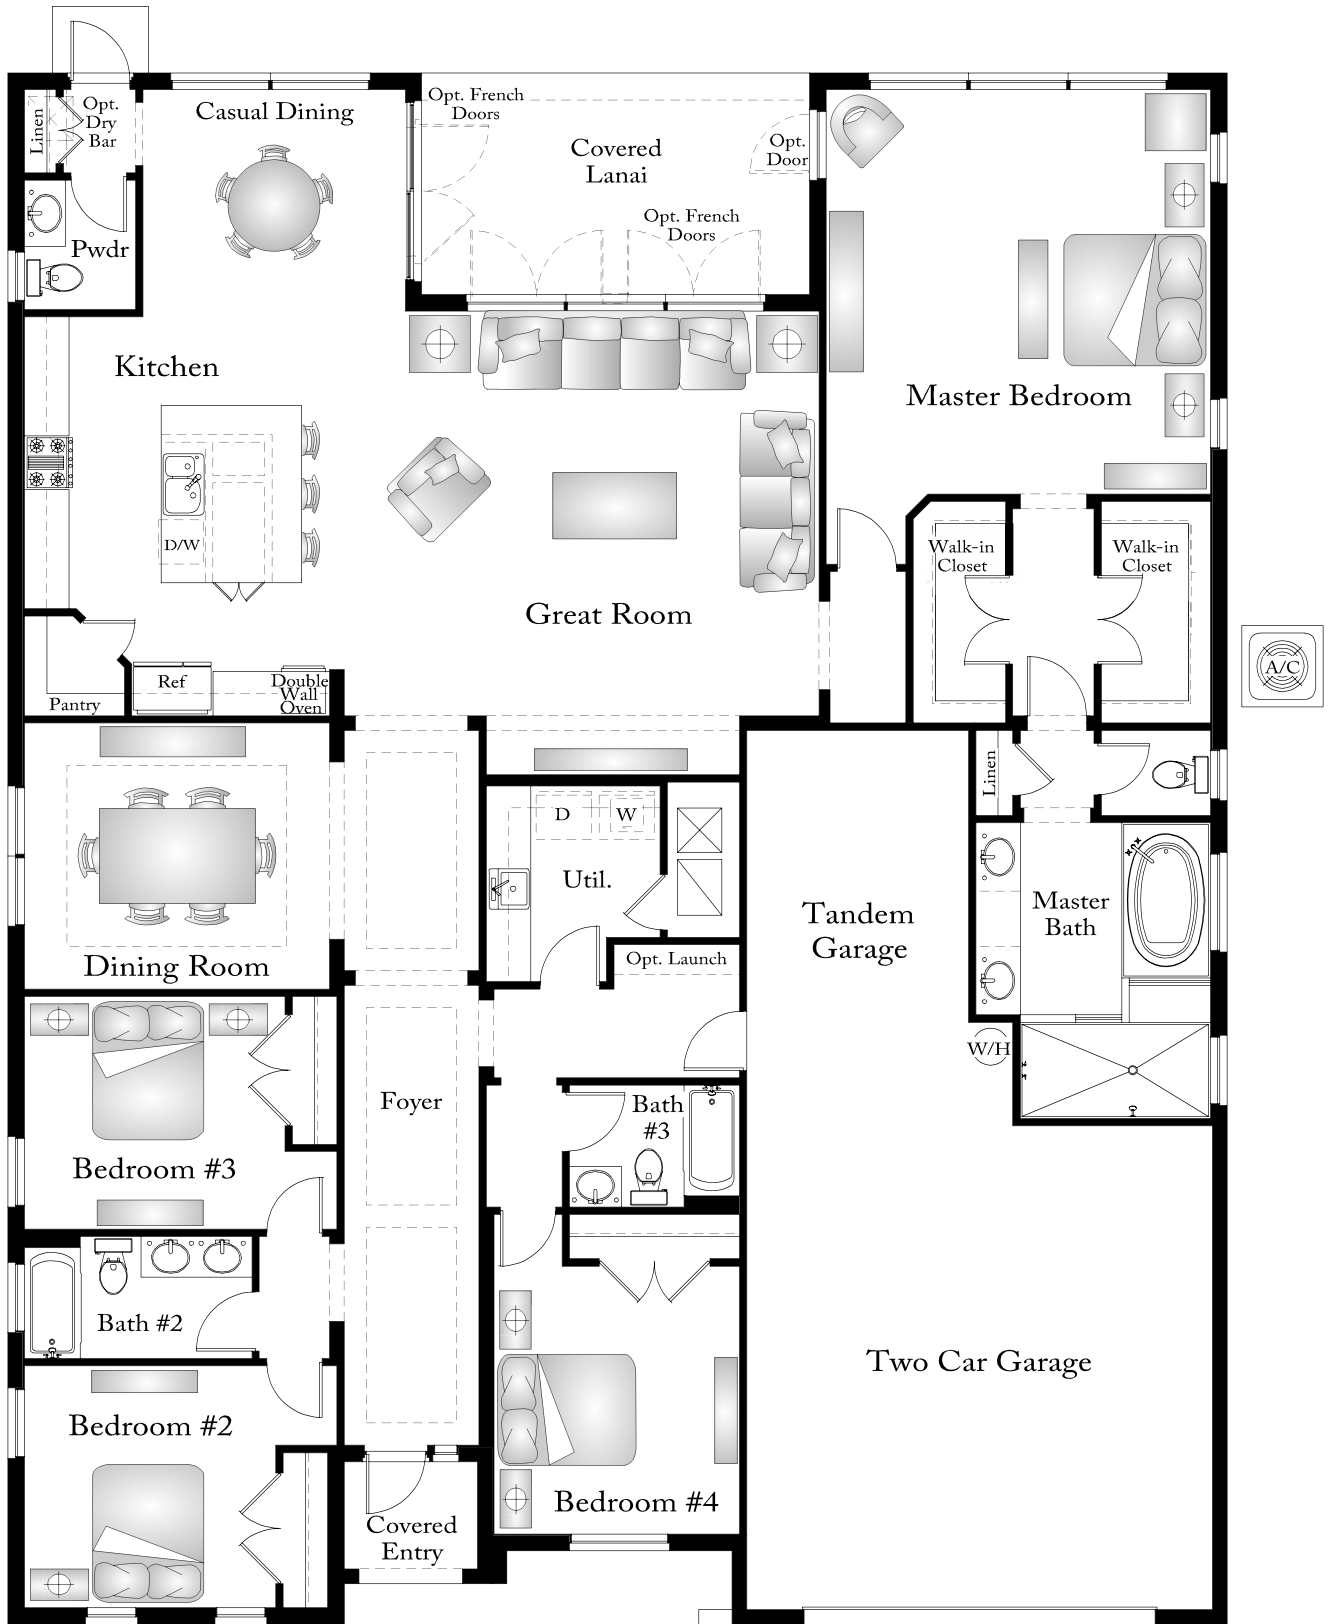 Linen
Opt.
Dry
Bar
Casual Dining
Opt. French
Doors
Covered
Lanai
Opt.
Door
Opt. French
Doors
Pwdr
Kitchen
Master Bedroom
D/W
Walk-in
Closet
Walk-in
Closet
Great Room
A/C
Ref
Double
Wall
Oven
Pantry
Linen
D
W
Util.
Master
Bath
Tandem
Garage
Dining Room
Opt. Launch
W/H
Foyer
Bath
#3
Bedroom #3
Bath #2
Two Car Garage
Bedroom #2
Bedroom #4
Covered
Entry